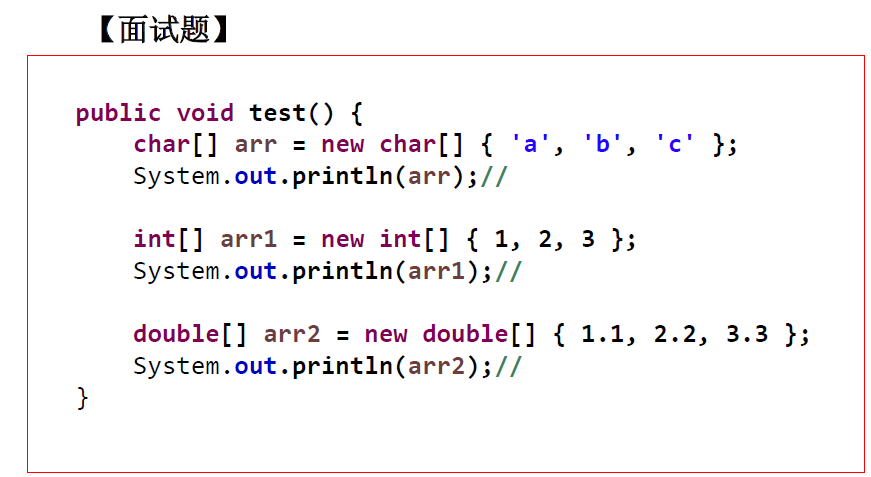 【面试题】
public void test() {
char[] arr = new char[] { 'a', 'b', 'c' };
System.out.println(arr);//
int[] arr1 = new int[] { 1, 2, 3 };
System.out.println(arr1);//
double[] arr2 = new double[] { 1.1, 2.2, 3.3 };
System.out.println(arr2);//
}